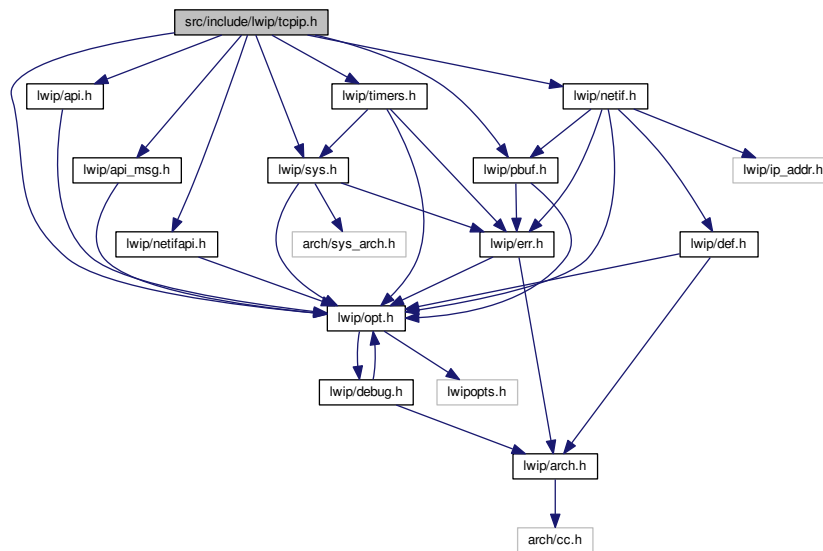 src/include/lwip/tcpip.h
lwip/api.h
lwip/timers.h
lwip/netif.h
lwip/api_msg.h
lwip/sys.h
lwip/pbuf.h
lwip/ip_addr.h
lwip/netifapi.h
arch/sys_arch.h
lwip/err.h
lwip/def.h
lwip/opt.h
lwip/debug.h
lwipopts.h
lwip/arch.h
arch/cc.h